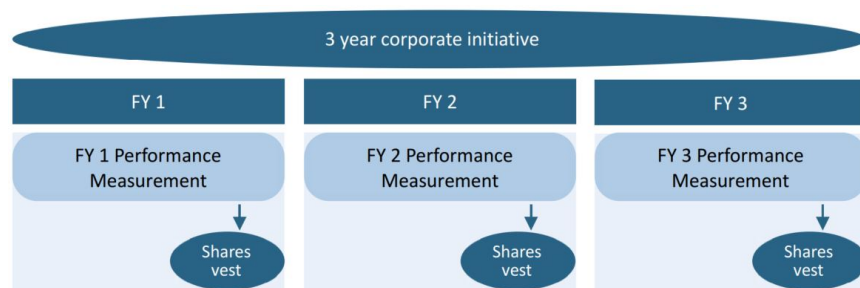 3 year corporate initiative
FY 1
FY 2
FY 3
FY 1 Performance
Measurement
FY 2 Performance
Measurement
FY 3 Performance
Measurement
Shares
vest
Shares
vest
Shares
vest